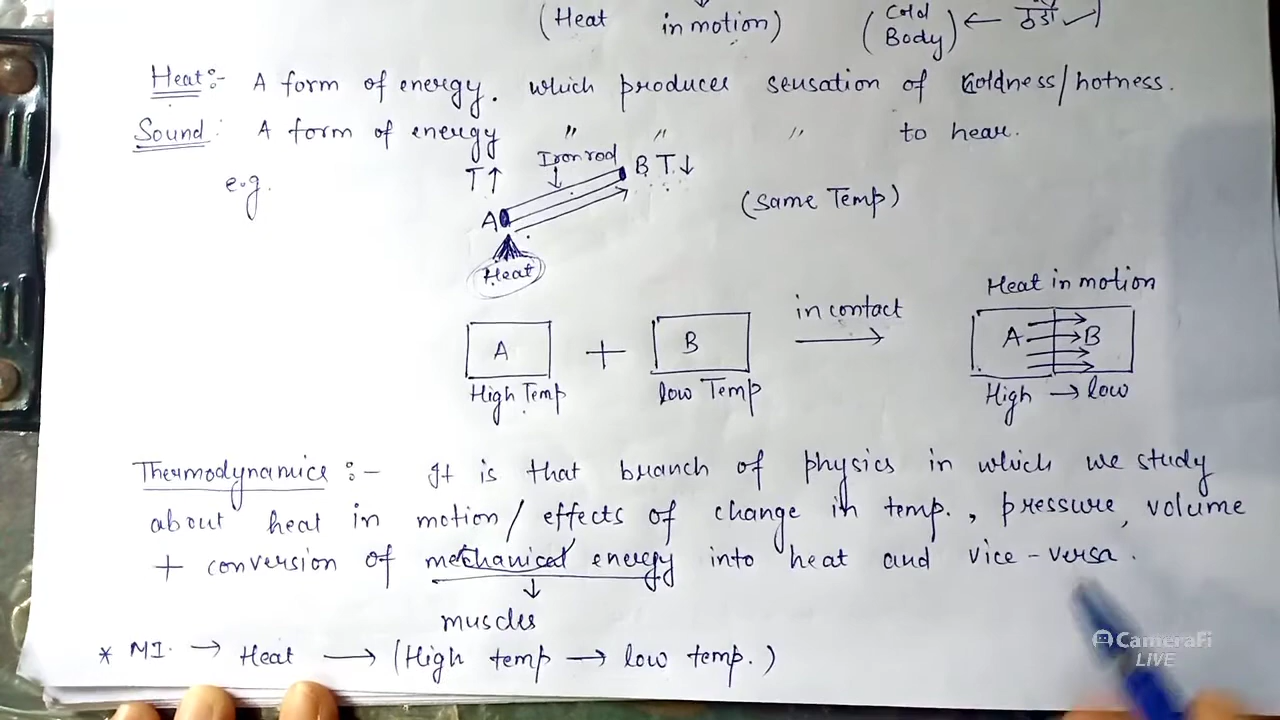 (Heat in motion) (Cold Body) ← ठंडा
Heat:- A form of energy. which produces sensation of Coldness/hotness.
Sound: A form of energy " " " to hear.
e.g.
T↑ Iron rod B T.↓
A
(Same Temp)
Heat
Heat in motion
in contact
A + B → A B
High Temp low Temp High → low
Thermodynamics :- It is that branch of physics in which we study
about heat in motion/ effects of change in temp., pressure, volume
+ conversion of mechanical energy into heat and vice-versa.
↓
muscles
* MI. → Heat → (High temp → low temp.)
CameraFi
LIVE